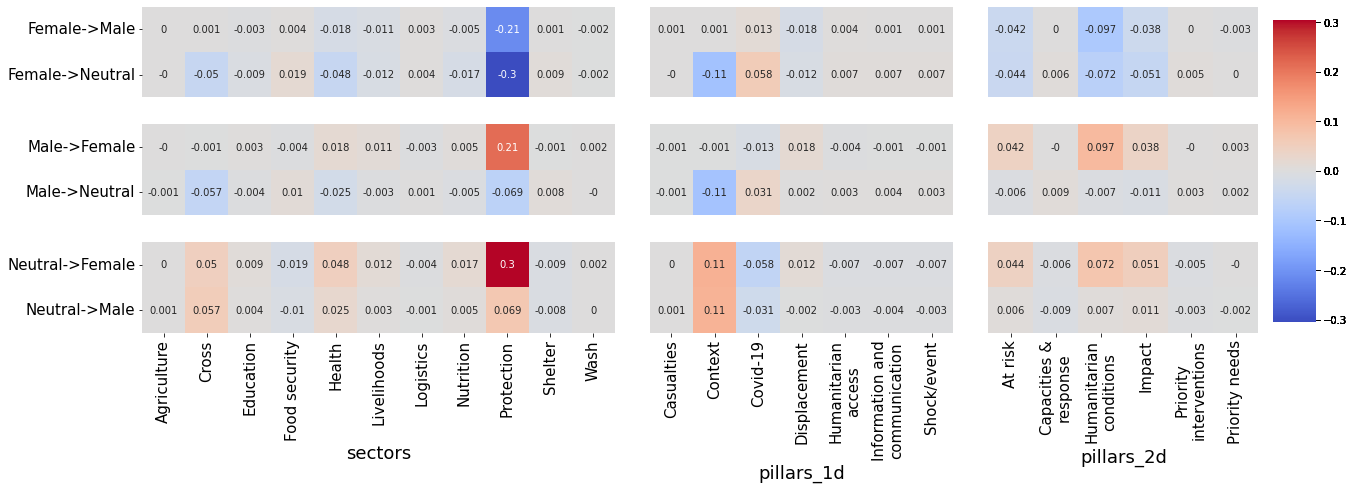 Female->Male 0 0.001 -0.003 0.004 -0.018 -0.011 0.003 -0.005 -0.21 0.001 -0.002 0.001 0.001 0.013 -0.018 0.004 0.001 0.001 -0.042 0 -0.097 -0.038 0 -0.003
Female->Neutral -0 -0.05 -0.009 0.019 -0.048 -0.012 0.004 -0.017 -0.3 0.009 -0.002 -0 -0.11 0.058 -0.012 0.007 0.007 0.007 -0.044 0.006 -0.072 -0.051 0.005 0
Male->Female -0 -0.001 0.003 -0.004 0.018 0.011 -0.003 0.005 0.21 -0.001 0.002 -0.001 -0.001 -0.013 0.018 -0.004 -0.001 -0.001 0.042 -0 0.097 0.038 -0 0.003
Male->Neutral -0.001 -0.057 -0.004 0.01 -0.025 -0.003 0.001 -0.005 -0.069 0.008 -0 -0.001 -0.11 0.031 0.002 0.003 0.004 0.003 -0.006 0.009 -0.007 -0.011 0.003 0.002
Neutral->Female 0 0.05 0.009 -0.019 0.048 0.012 -0.004 0.017 0.3 -0.009 0.002 0 0.11 -0.058 0.012 -0.007 -0.007 -0.007 0.044 -0.006 0.072 0.051 -0.005 -0
Neutral->Male 0.001 0.057 0.004 -0.01 0.025 0.003 -0.001 0.005 0.069 -0.008 0 0.001 0.11 -0.031 -0.002 -0.003 -0.004 -0.003 0.006 -0.009 0.007 0.011 -0.003 -0.002
Agriculture
Cross
Education
Food security
Health
Livelihoods
Logistics
Nutrition
Protection
Shelter
Wash
sectors
Casualties
Context
Covid-19
Displacement
Humanitarian
access
Information and
communication
Shock/event
pillars_1d
At risk
Capacities &
response
Humanitarian
conditions
Impact
Priority
interventions
Priority needs
pillars_2d
0.3
0.2
0.1
0.0
−0.1
−0.2
−0.3